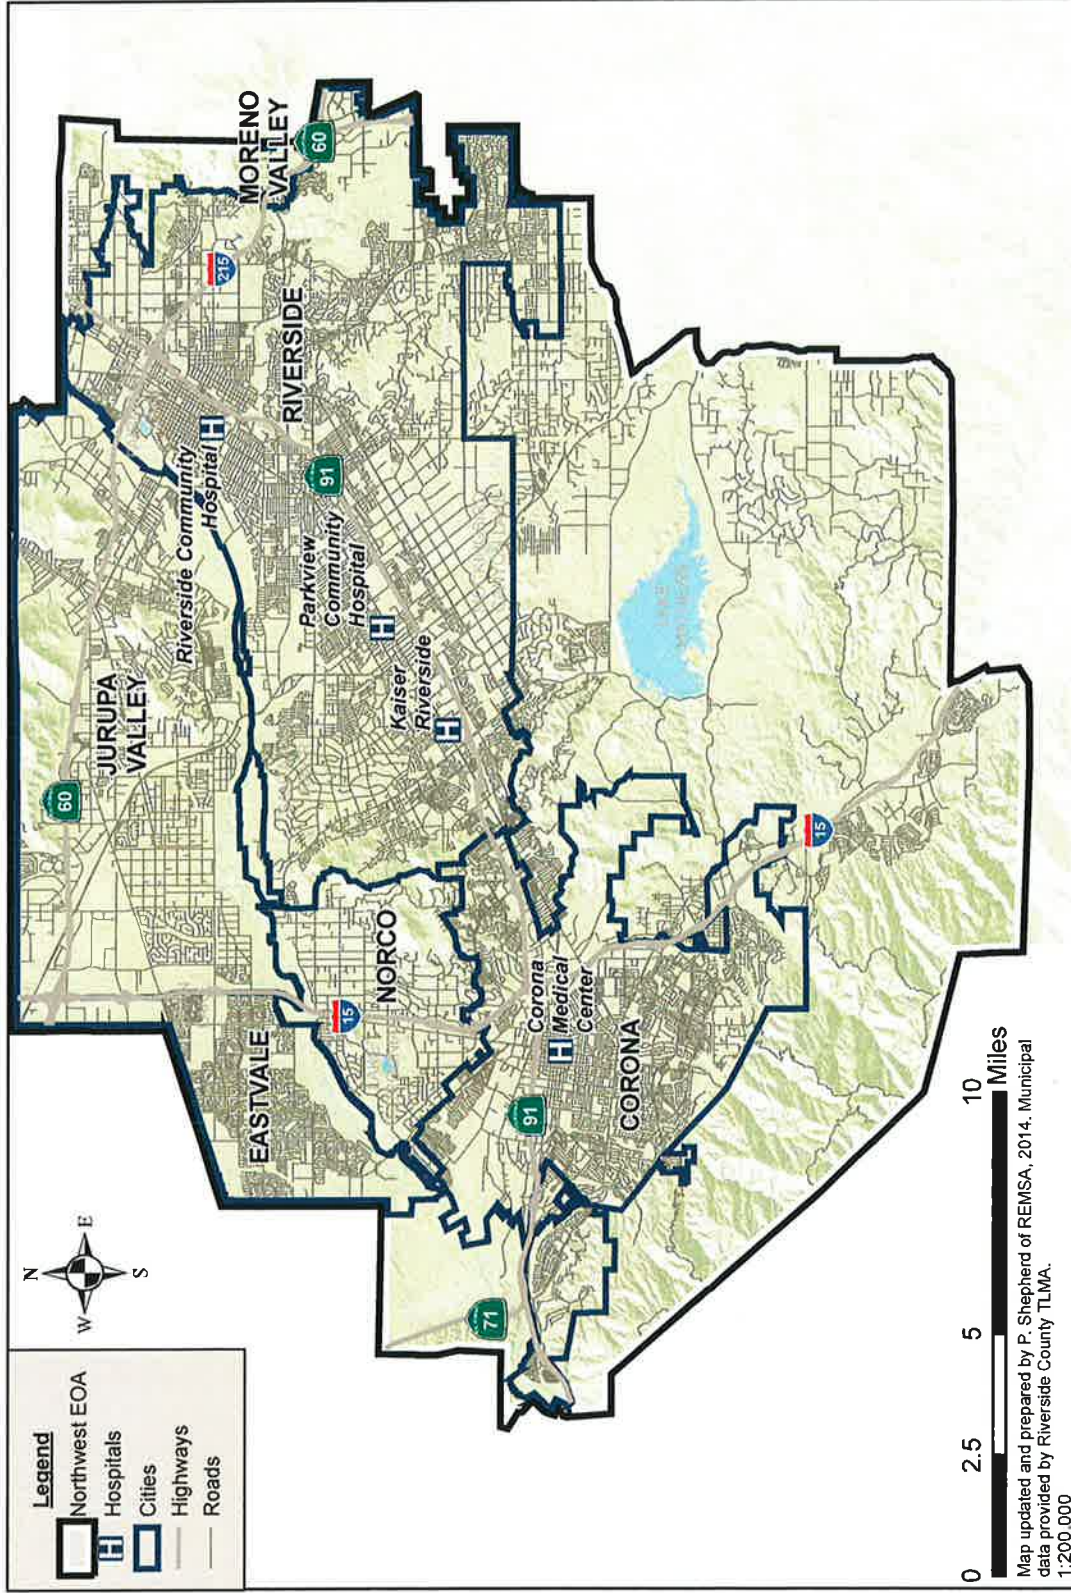 Legend
Northwest EOA
Hospitals
Cities
Highways
Roads
N
W
E
S
H
60
JURUPA
VALLEY
Riverside Community
Hospital
H
215
MORENO
VALLEY
60
RIVERSIDE
91
Parkview
Community
Hospital
H
Kaiser
Riverside
H
EASTVALE
15
NORCO
71
91
Corona
Medical
Center
H
CORONA
15
LAKE
MATHEWS
0
2.5
5
10
Miles
Map updated and prepared by P. Shepherd of REMSA, 2014. Municipal
data provided by Riverside County TLMA.
1:200,000